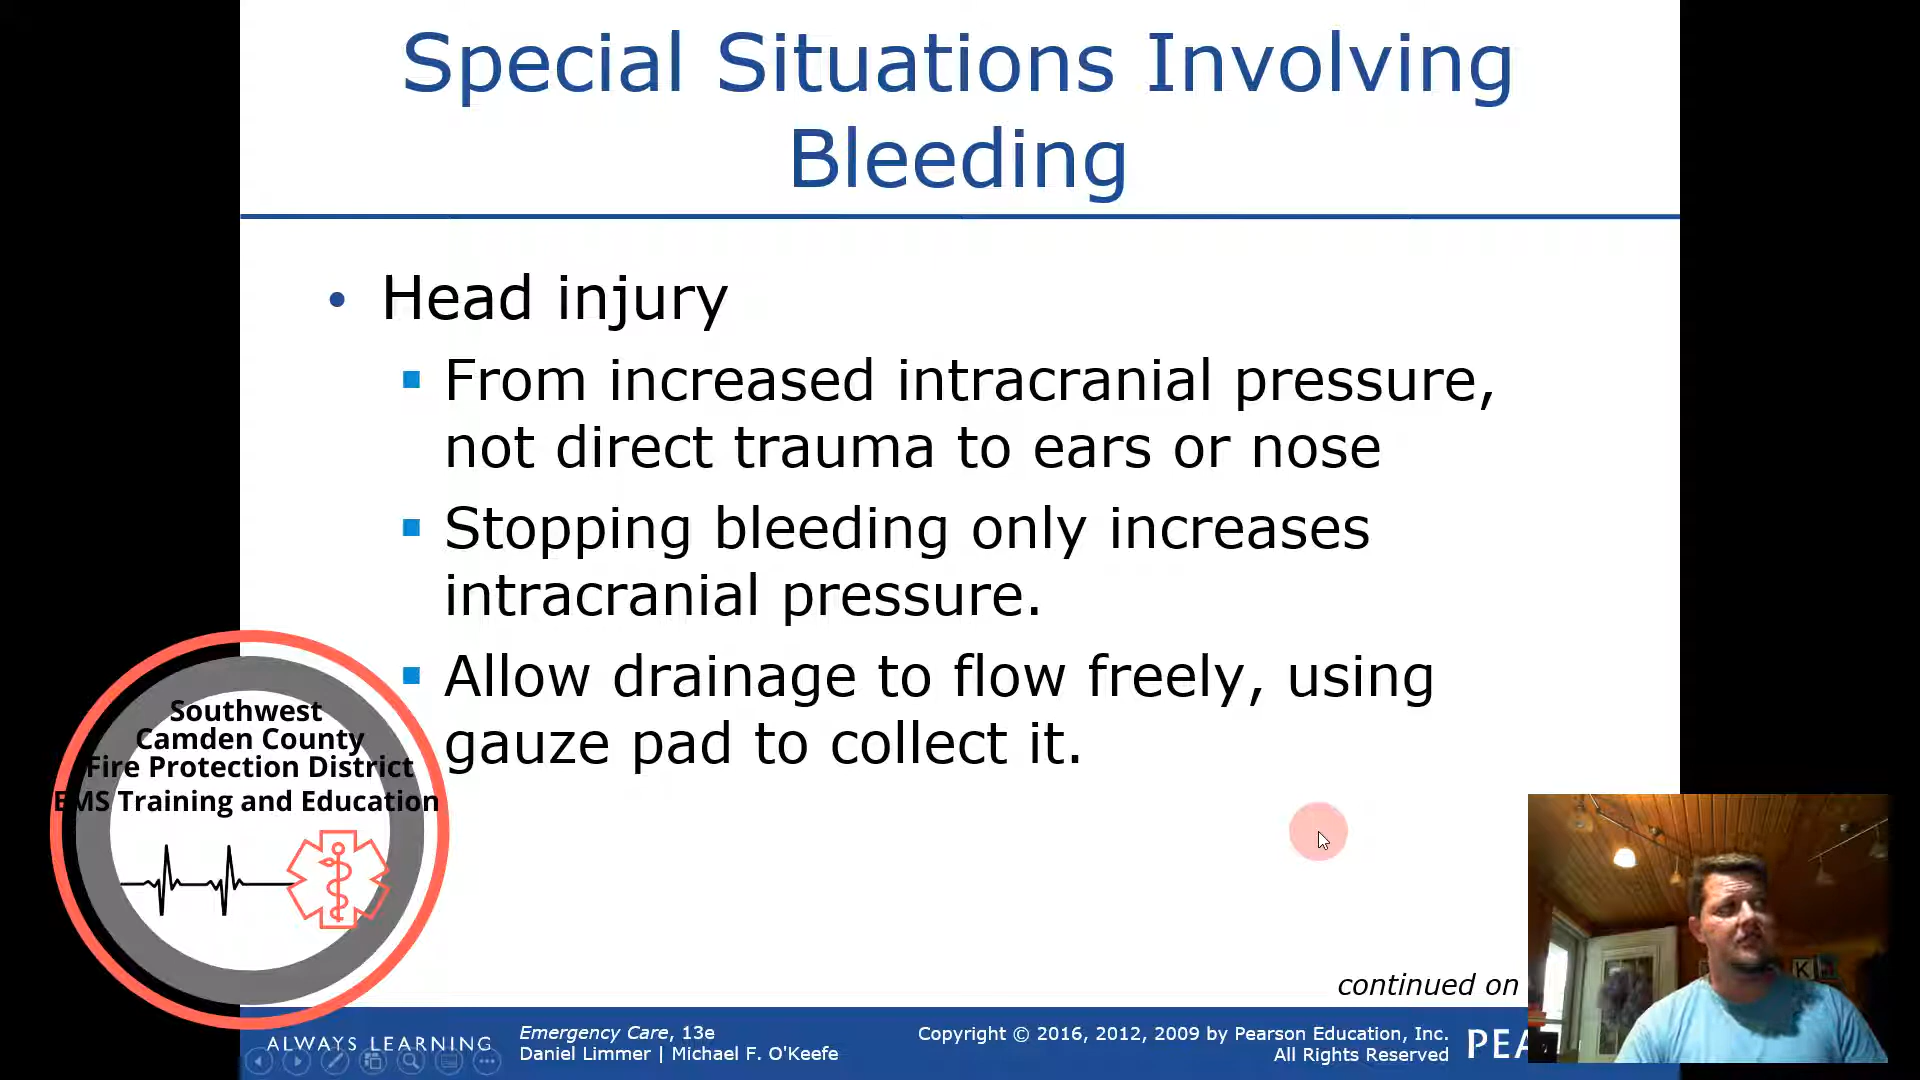 Special Situations Involving
Bleeding
• Head injury
▪ From increased intracranial pressure,
not direct trauma to ears or nose
▪ Stopping bleeding only increases
intracranial pressure.
▪ Allow drainage to flow freely, using
gauze pad to collect it.
Southwest
Camden County
Fire Protection District
EMS Training and Education
continued on
ALWAYS LEARNING
Emergency Care, 13e
Daniel Limmer | Michael F. O'Keefe
Copyright © 2016, 2012, 2009 by Pearson Education, Inc.
All Rights Reserved
PEA
K